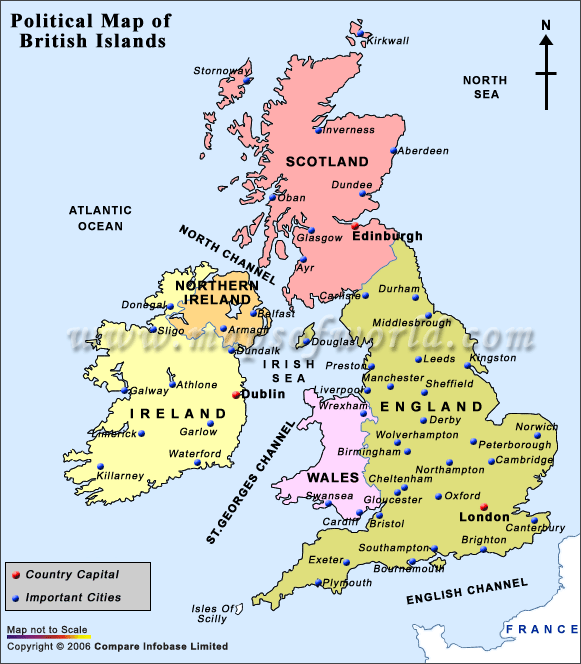 Political Map of
British Islands
N
Kirkwall
Stornoway
NORTH
SEA
Inverness
Aberdeen
SCOTLAND
Dundee
Oban
ATLANTIC
OCEAN
Glasgow
Edinburgh
NORTH CHANNEL
Ayr
NORTHERN
IRELAND
Donegal
Belfast
Carlisle
Durham
Sligo
Armagh
Middlesbrough
www.mapsofworld.com
Douglas
Dundalk
IRISH
SEA
Preston
Leeds
Kingston
Manchester
Sheffield
Galway
Athlone
Dublin
Liverpool
Wrexham
ENGLAND
IRELAND
Derby
Norwich
Limerick
Garlow
Wolverhampton
Peterborough
Birmingham
Waterford
Killarney
ST.GEORGES CHANNEL
WALES
Northampton
Cambridge
Cheltenham
Swansea
Gloucester
Oxford
Cardiff
Bristol
London
Canterbury
Southampton
Brighton
Exeter
Bournemouth
Plymouth
ENGLISH CHANNEL
Isles Of
Scilly
FRANCE
Country Capital
Important Cities
Map not to Scale
Copyright © 2006 Compare Infobase Limited